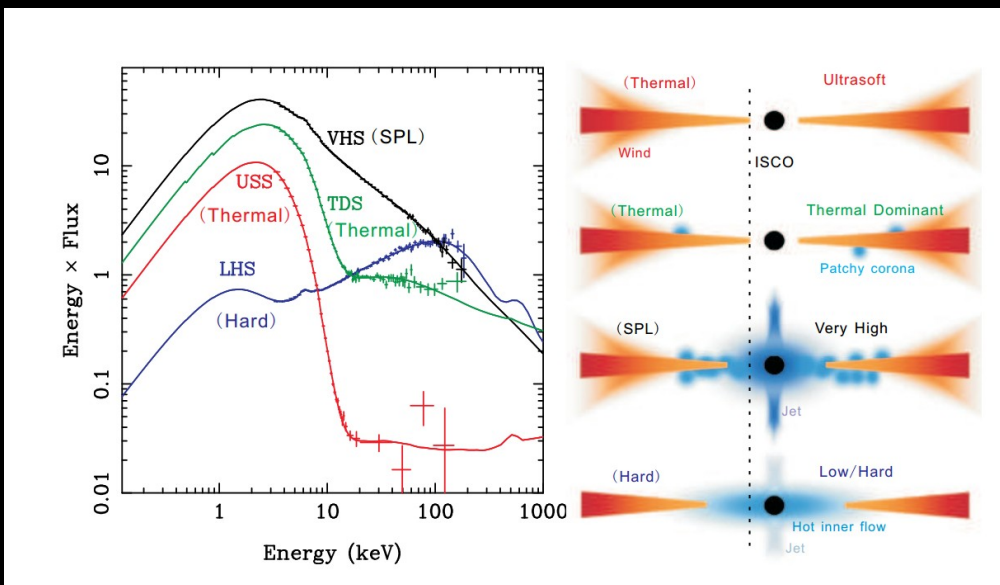 VHS (SPL)
USS
(Thermal)
TDS
(Thermal)
LHS
(Hard)
Energy × Flux
10
1
0.1
0.01
1
10
100
1000
Energy (keV)
(Thermal)
Ultrasoft
Wind
ISCO
(Thermal)
Thermal Dominant
Patchy corona
(SPL)
Very High
Jet
(Hard)
Low/Hard
Hot inner flow
Jet